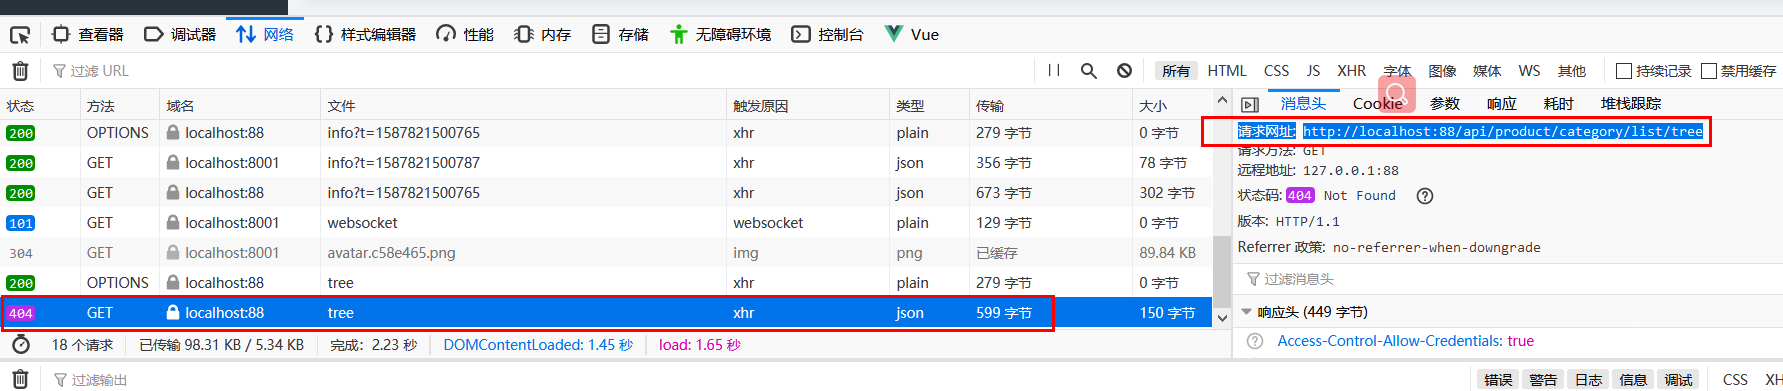 查看器 调试器 网络 样式编辑器 性能 内存 存储 无障碍环境 控制台 Vue
过滤 URL 所有 HTML CSS JS XHR 字体 图像 媒体 WS 其他 持续记录 禁用缓存
状态 方法 域名 文件 触发原因 类型 传输 大小
200 OPTIONS localhost:88 info?t=1587821500765 xhr plain 279 字节 0 字节
200 GET localhost:8001 info?t=1587821500787 xhr json 356 字节 78 字节
200 GET localhost:88 info?t=1587821500765 xhr json 673 字节 302 字节
101 GET localhost:8001 websocket websocket plain 129 字节 0 字节
304 GET localhost:8001 avatar.c58e465.png img png 已缓存 89.84 KB
200 OPTIONS localhost:88 tree xhr plain 279 字节 0 字节
404 GET localhost:88 tree xhr json 599 字节 150 字节
18 个请求 已传输 98.31 KB / 5.34 KB 完成: 2.23 秒 DOMContentLoaded: 1.45 秒 load: 1.65 秒
消息头 Cookie 参数 响应 耗时 堆栈跟踪
请求网址: http://localhost:88/api/product/category/list/tree
请求方法: GET
远程地址: 127.0.0.1:88
状态码: 404 Not Found
版本: HTTP/1.1
Referrer 政策: no-referrer-when-downgrade
过滤消息头
响应头 (449 字节)
Access-Control-Allow-Credentials: true
过滤输出 错误 警告 日志 信息 调试 CSS XH